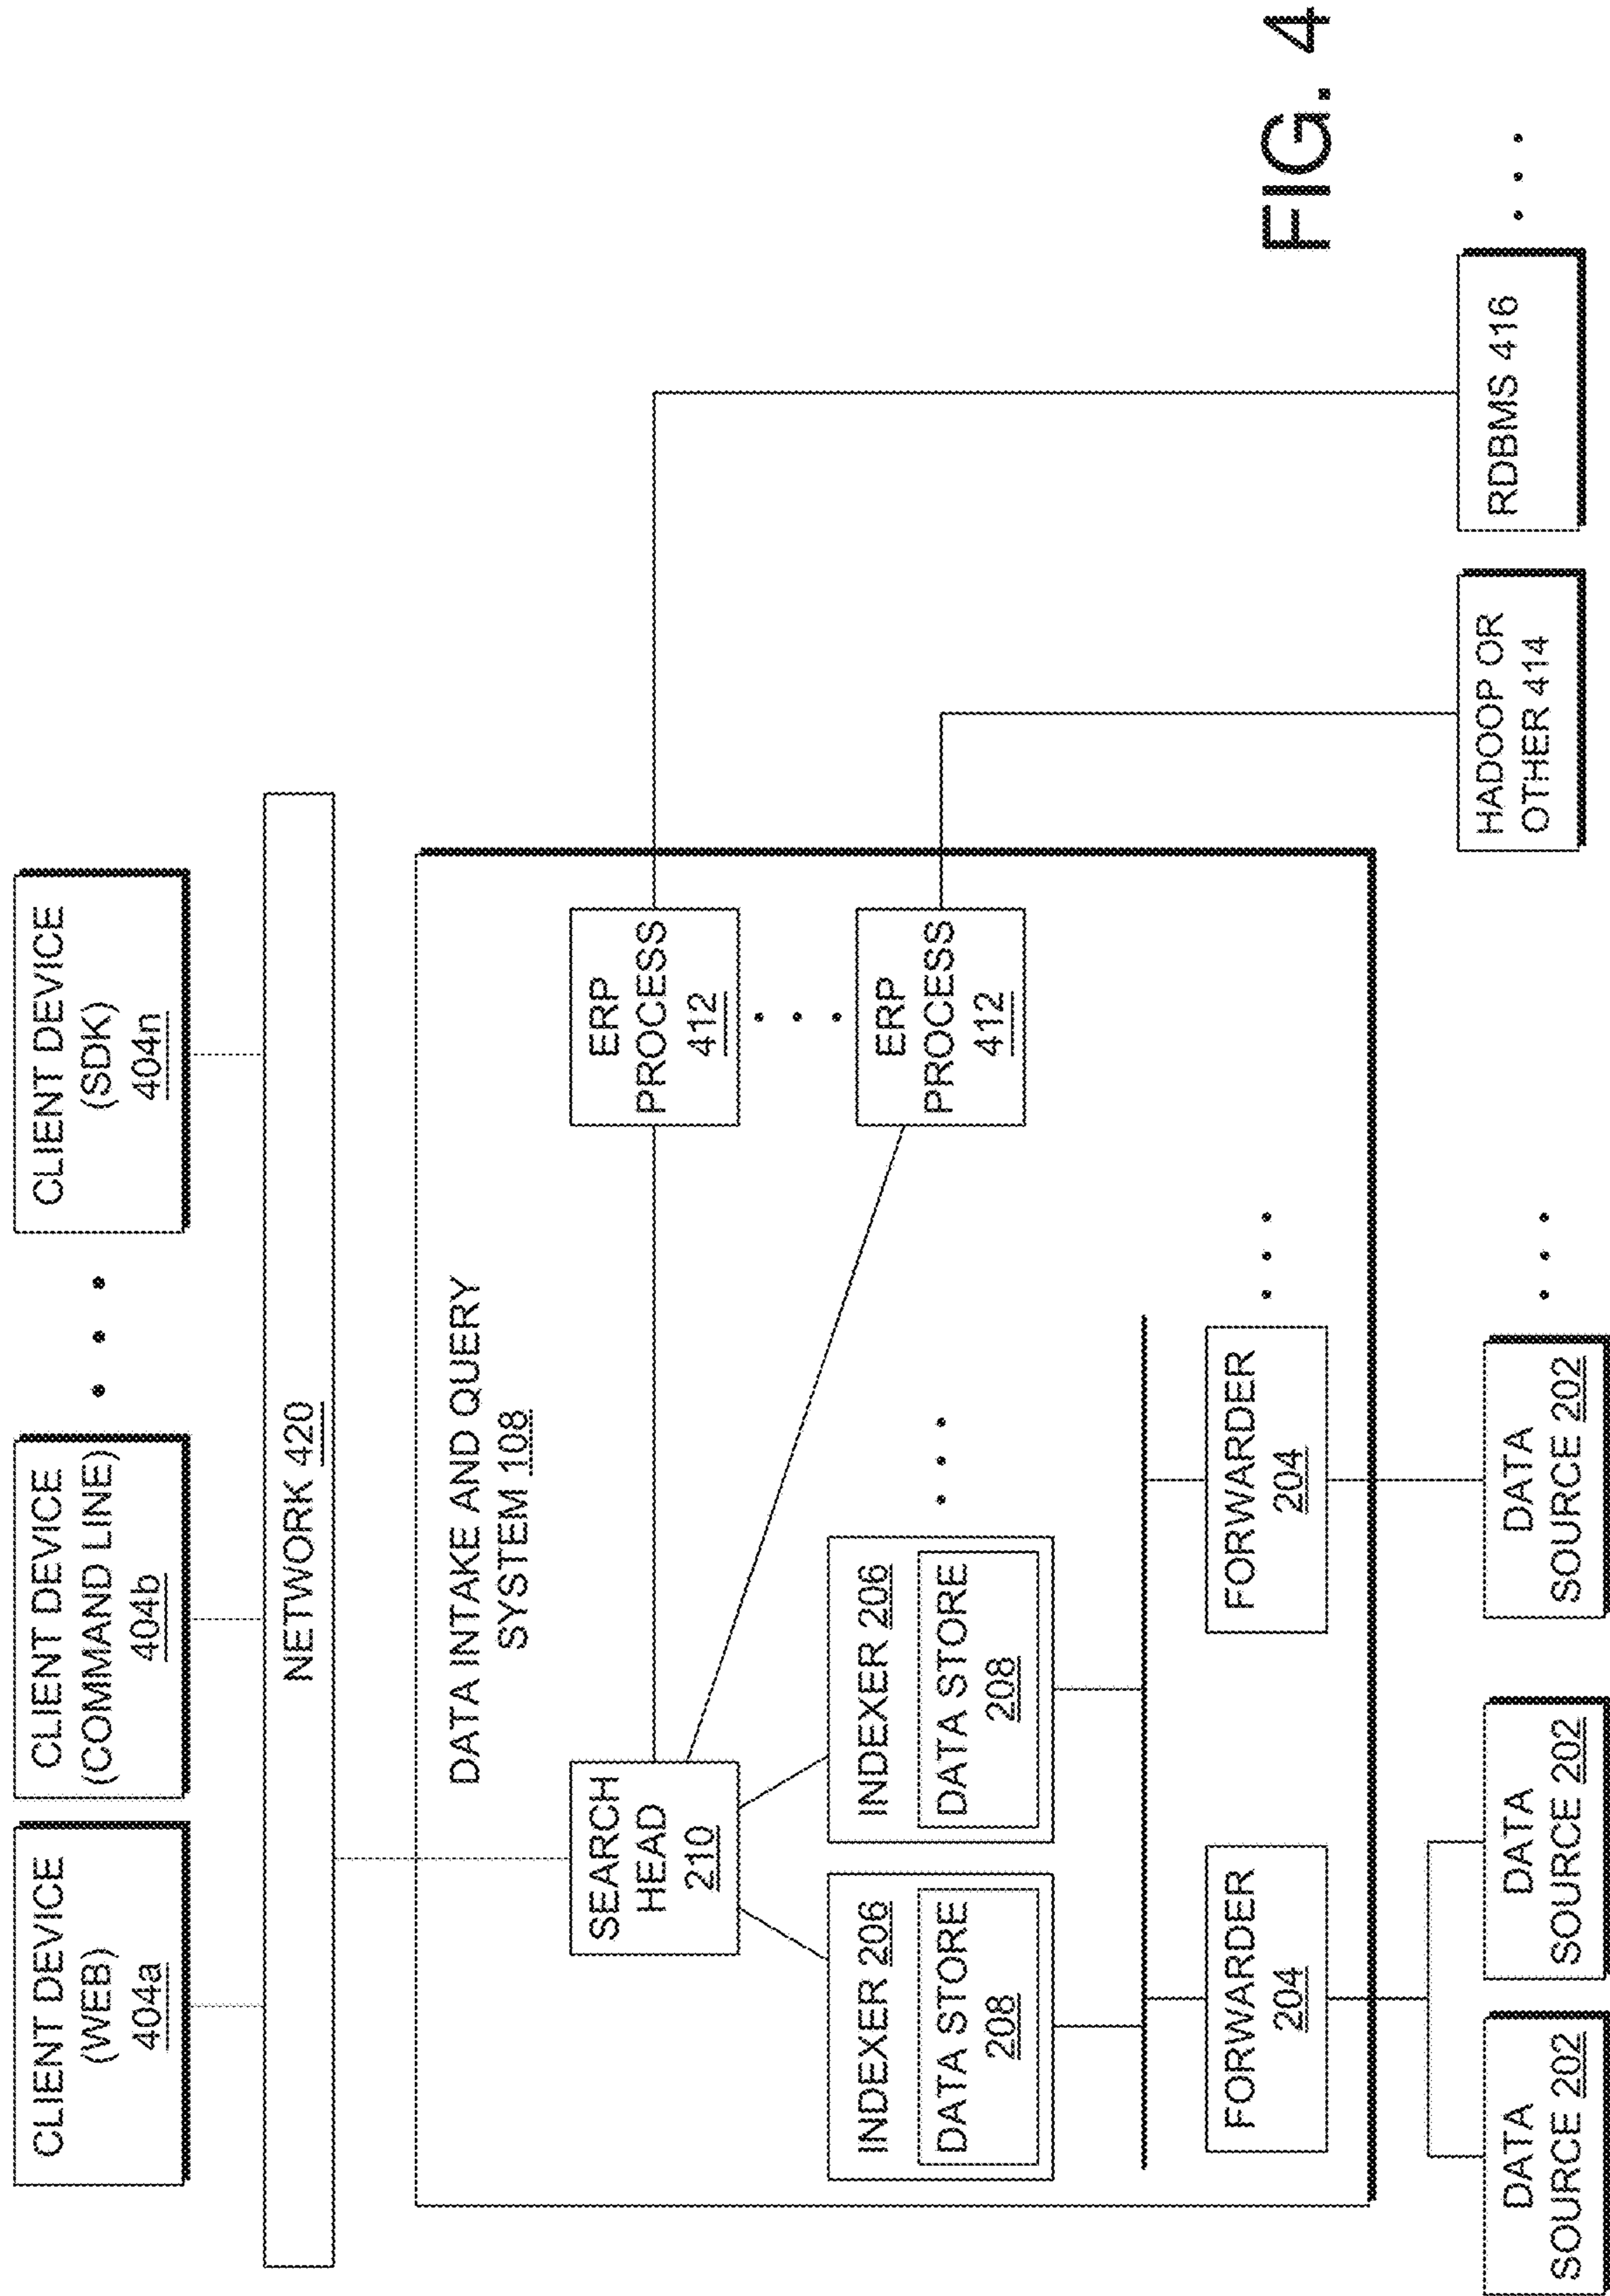 CLIENT DEVICE
(WEB)
404a
CLIENT DEVICE
(COMMAND LINE)
404b
CLIENT DEVICE
(SDK)
404n
NETWORK 420
DATA INTAKE AND QUERY
SYSTEM 108
SEARCH
HEAD
210
ERP
PROCESS
412
ERP
PROCESS
412
INDEXER 206
DATA STORE
208
INDEXER 206
DATA STORE
208
FORWARDER
204
FORWARDER
204
DATA
SOURCE 202
DATA
SOURCE 202
DATA
SOURCE 202
HADOOP OR
OTHER 414
RDBMS 416
FIG. 4